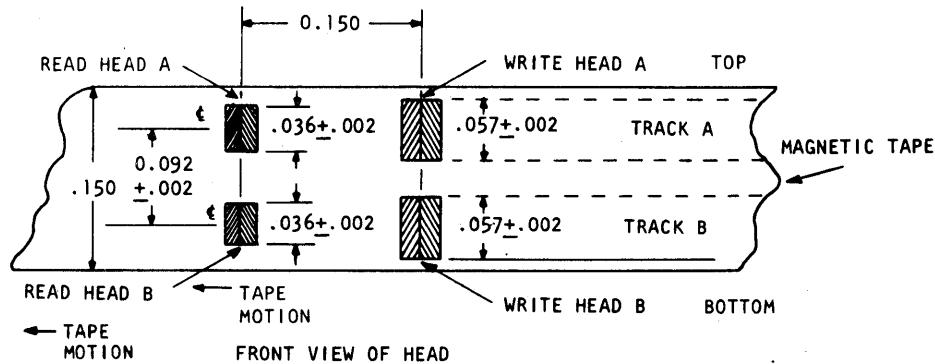 0.150
READ HEAD A
WRITE HEAD A
TOP
℄
.036±.002
.057±.002
TRACK A
MAGNETIC TAPE
0.092
±.002
.150
℄
.036±.002
.057±.002
TRACK B
READ HEAD B
TAPE
MOTION
WRITE HEAD B
BOTTOM
TAPE
MOTION
FRONT VIEW OF HEAD